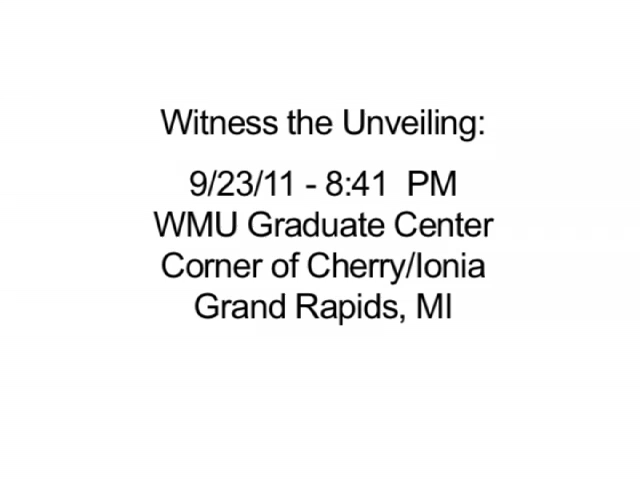 Witness the Unveiling:
9/23/11 - 8:41  PM
WMU Graduate Center
Corner of Cherry/Ionia
Grand Rapids, MI